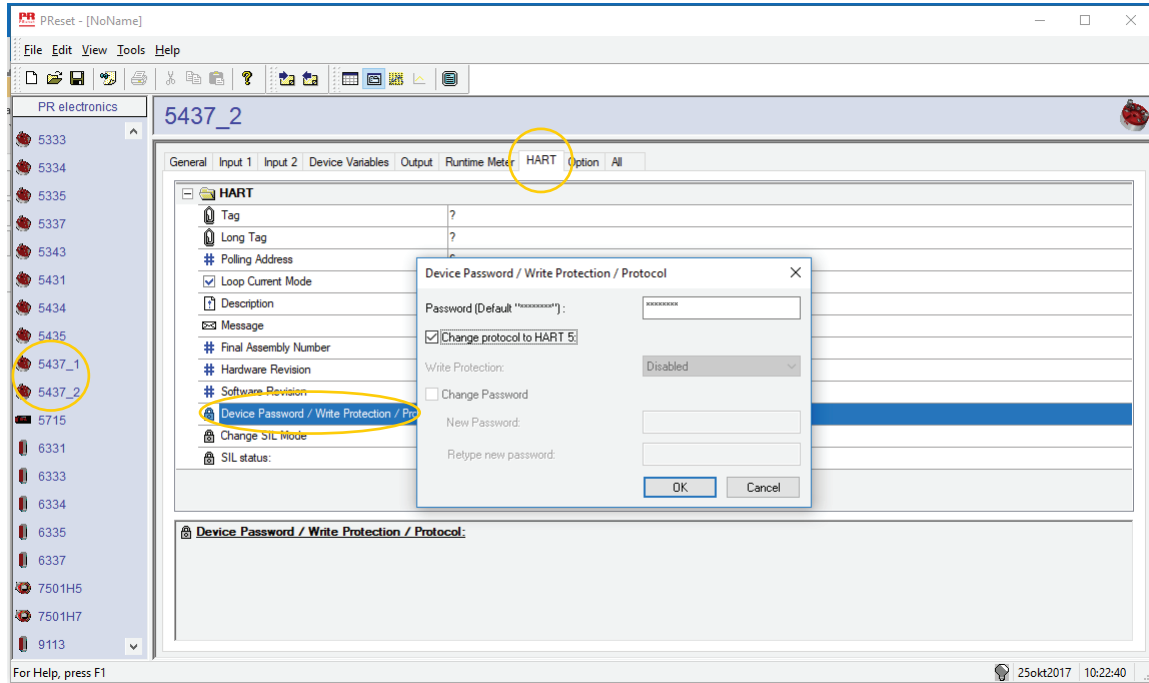 PR PReset - [NoName]
File Edit View Tools Help
PR electronics
5333
5334
5335
5337
5343
5431
5434
5435
5437_1
5437_2
5715
6331
6333
6334
6335
6337
7501H5
7501H7
9113
5437_2
General Input 1 Input 2 Device Variables Output Runtime Meter HART Option All
HART
Tag ?
Long Tag ?
# Polling Address
Loop Current Mode
Description
Message
# Final Assembly Number
# Hardware Revision
# Software Revision
Device Password / Write Protection /
Change SIL Mode
SIL status:
Device Password / Write Protection / Protocol
Password (Default "********") : ********
Change protocol to HART 5:
Write Protection: Disabled
Change Password
New Password:
Retype new password:
OK Cancel
Device Password / Write Protection / Protocol:
For Help, press F1 25okt2017 10:22:40